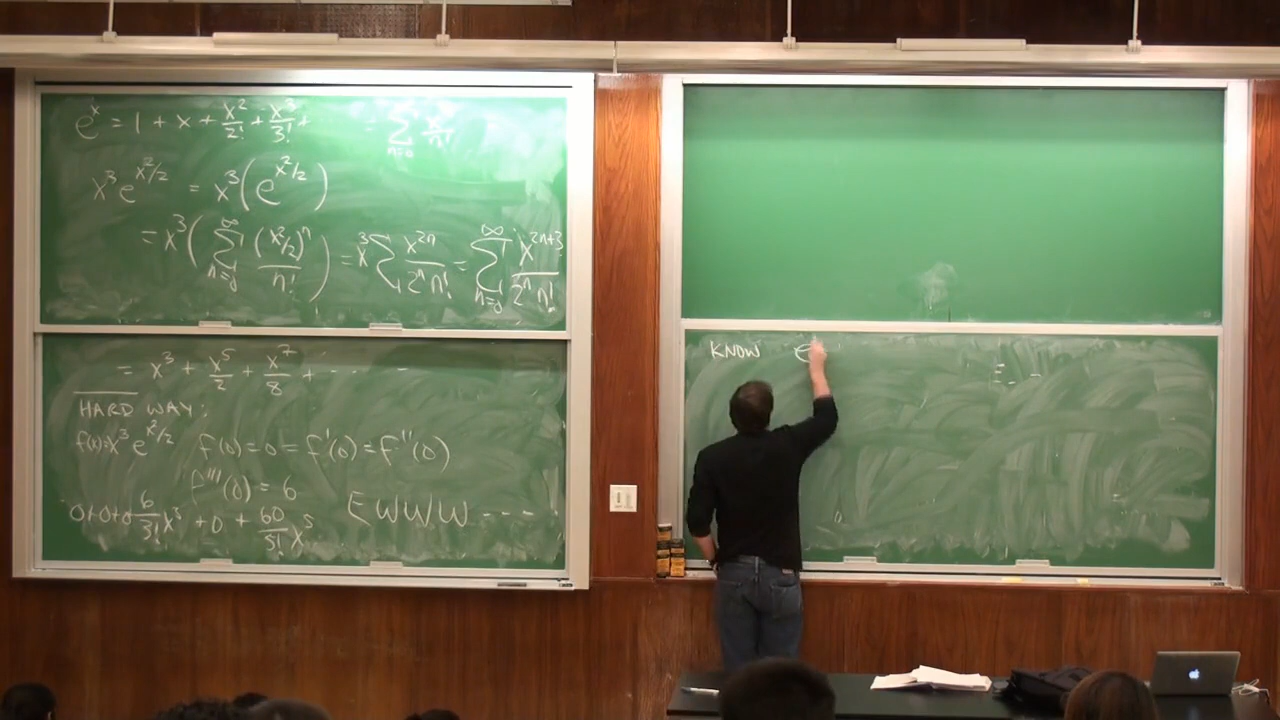 e^x = 1 + x + x^2/2! + x^3/3! + ... = Σ_{n=0} x^n/n!
x^3 e^{x^2/2} = x^3 (e^{x^2/2})
= x^3 ( Σ_{n=0}^∞ (x^2/2)^n / n! ) = x^3 Σ x^{2n} / 2^n n! = Σ_{n=0}^∞ x^{2n+3} / 2^n n!
= x^3 + x^5/2 + x^7/8 + - - - -
HARD WAY:
f(x)=x^3 e^{x^2/2} f(0)=0=f'(0)=f''(0)
f'''(0) = 6
0+0+0 6/3! x^3 + 0 + 60/5! x^5 EWWW - - - -
KNOW e